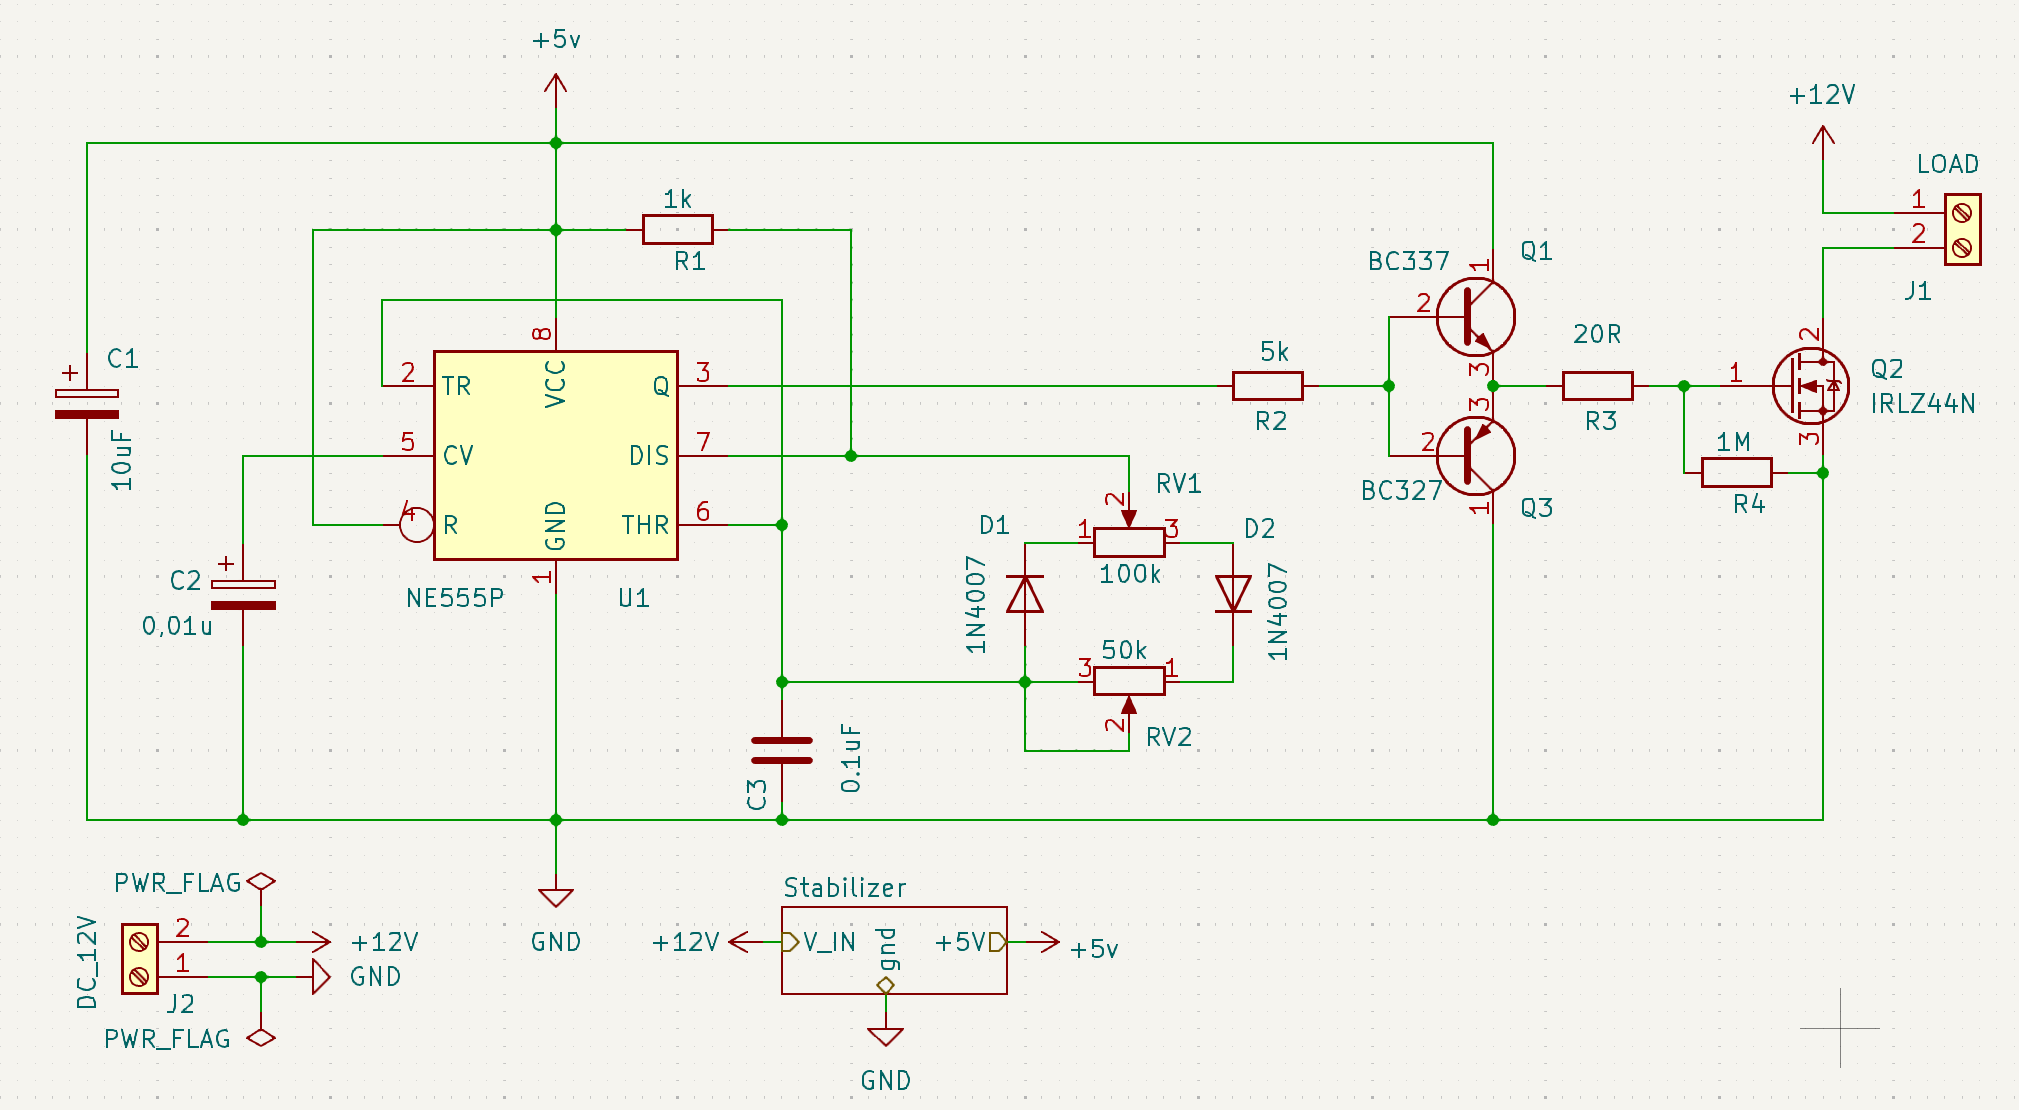 +5v
+12V
LOAD
1
2
J1
1k
R1
8
VCC
C1
+
10uF
2
TR
Q
3
5
CV
DIS
7
4
R
GND
THR
6
1
NE555P
U1
C2
+
0,01u
BC337
Q1
1
2
3
5k
R2
20R
R3
3
2
BC327
Q3
1
1
2
3
Q2
IRLZ44N
1M
R4
RV1
2
1
3
100k
D1
1N4007
D2
1N4007
50k
3
1
2
RV2
C3
0.1uF
PWR_FLAG
DC_12V
2
+12V
1
GND
J2
PWR_FLAG
GND
Stabilizer
+12V
V_IN
gnd
+5V
+5v
GND